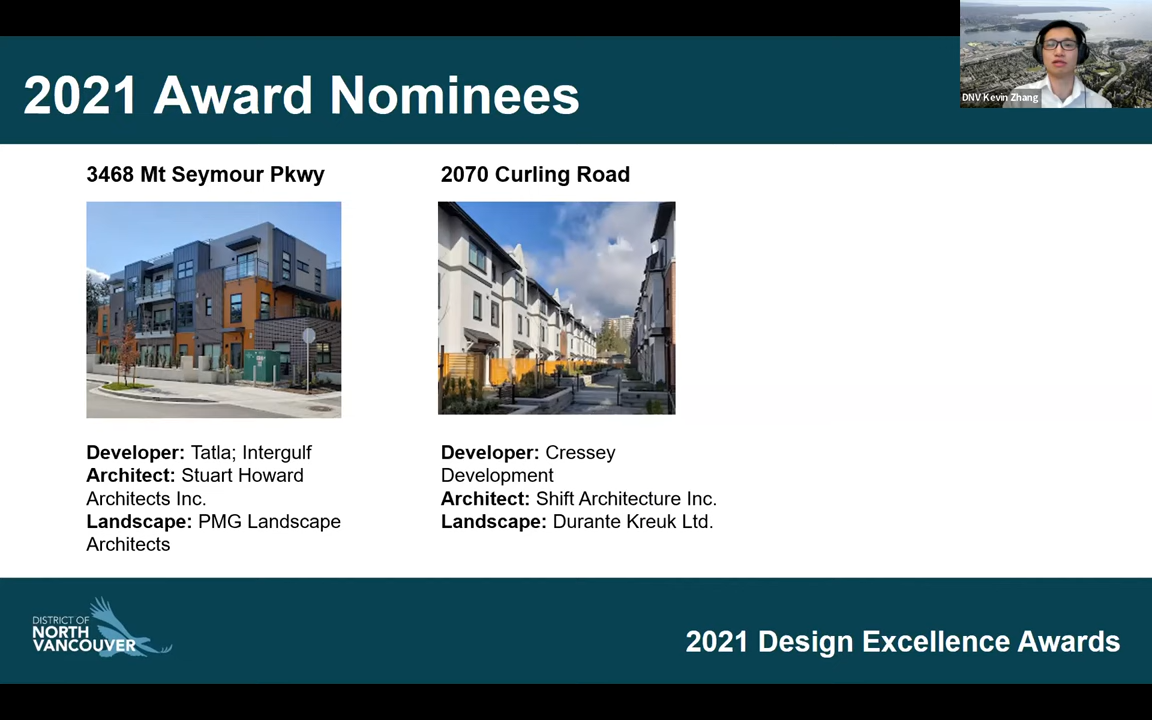 2021 Award Nominees
DNV Kevin Zhang
3468 Mt Seymour Pkwy
Developer: Tatla; Intergulf
Architect: Stuart Howard
Architects Inc.
Landscape: PMG Landscape
Architects
2070 Curling Road
Developer: Cressey
Development
Architect: Shift Architecture Inc.
Landscape: Durante Kreuk Ltd.
DISTRICT OF
NORTH
VANCOUVER
2021 Design Excellence Awards